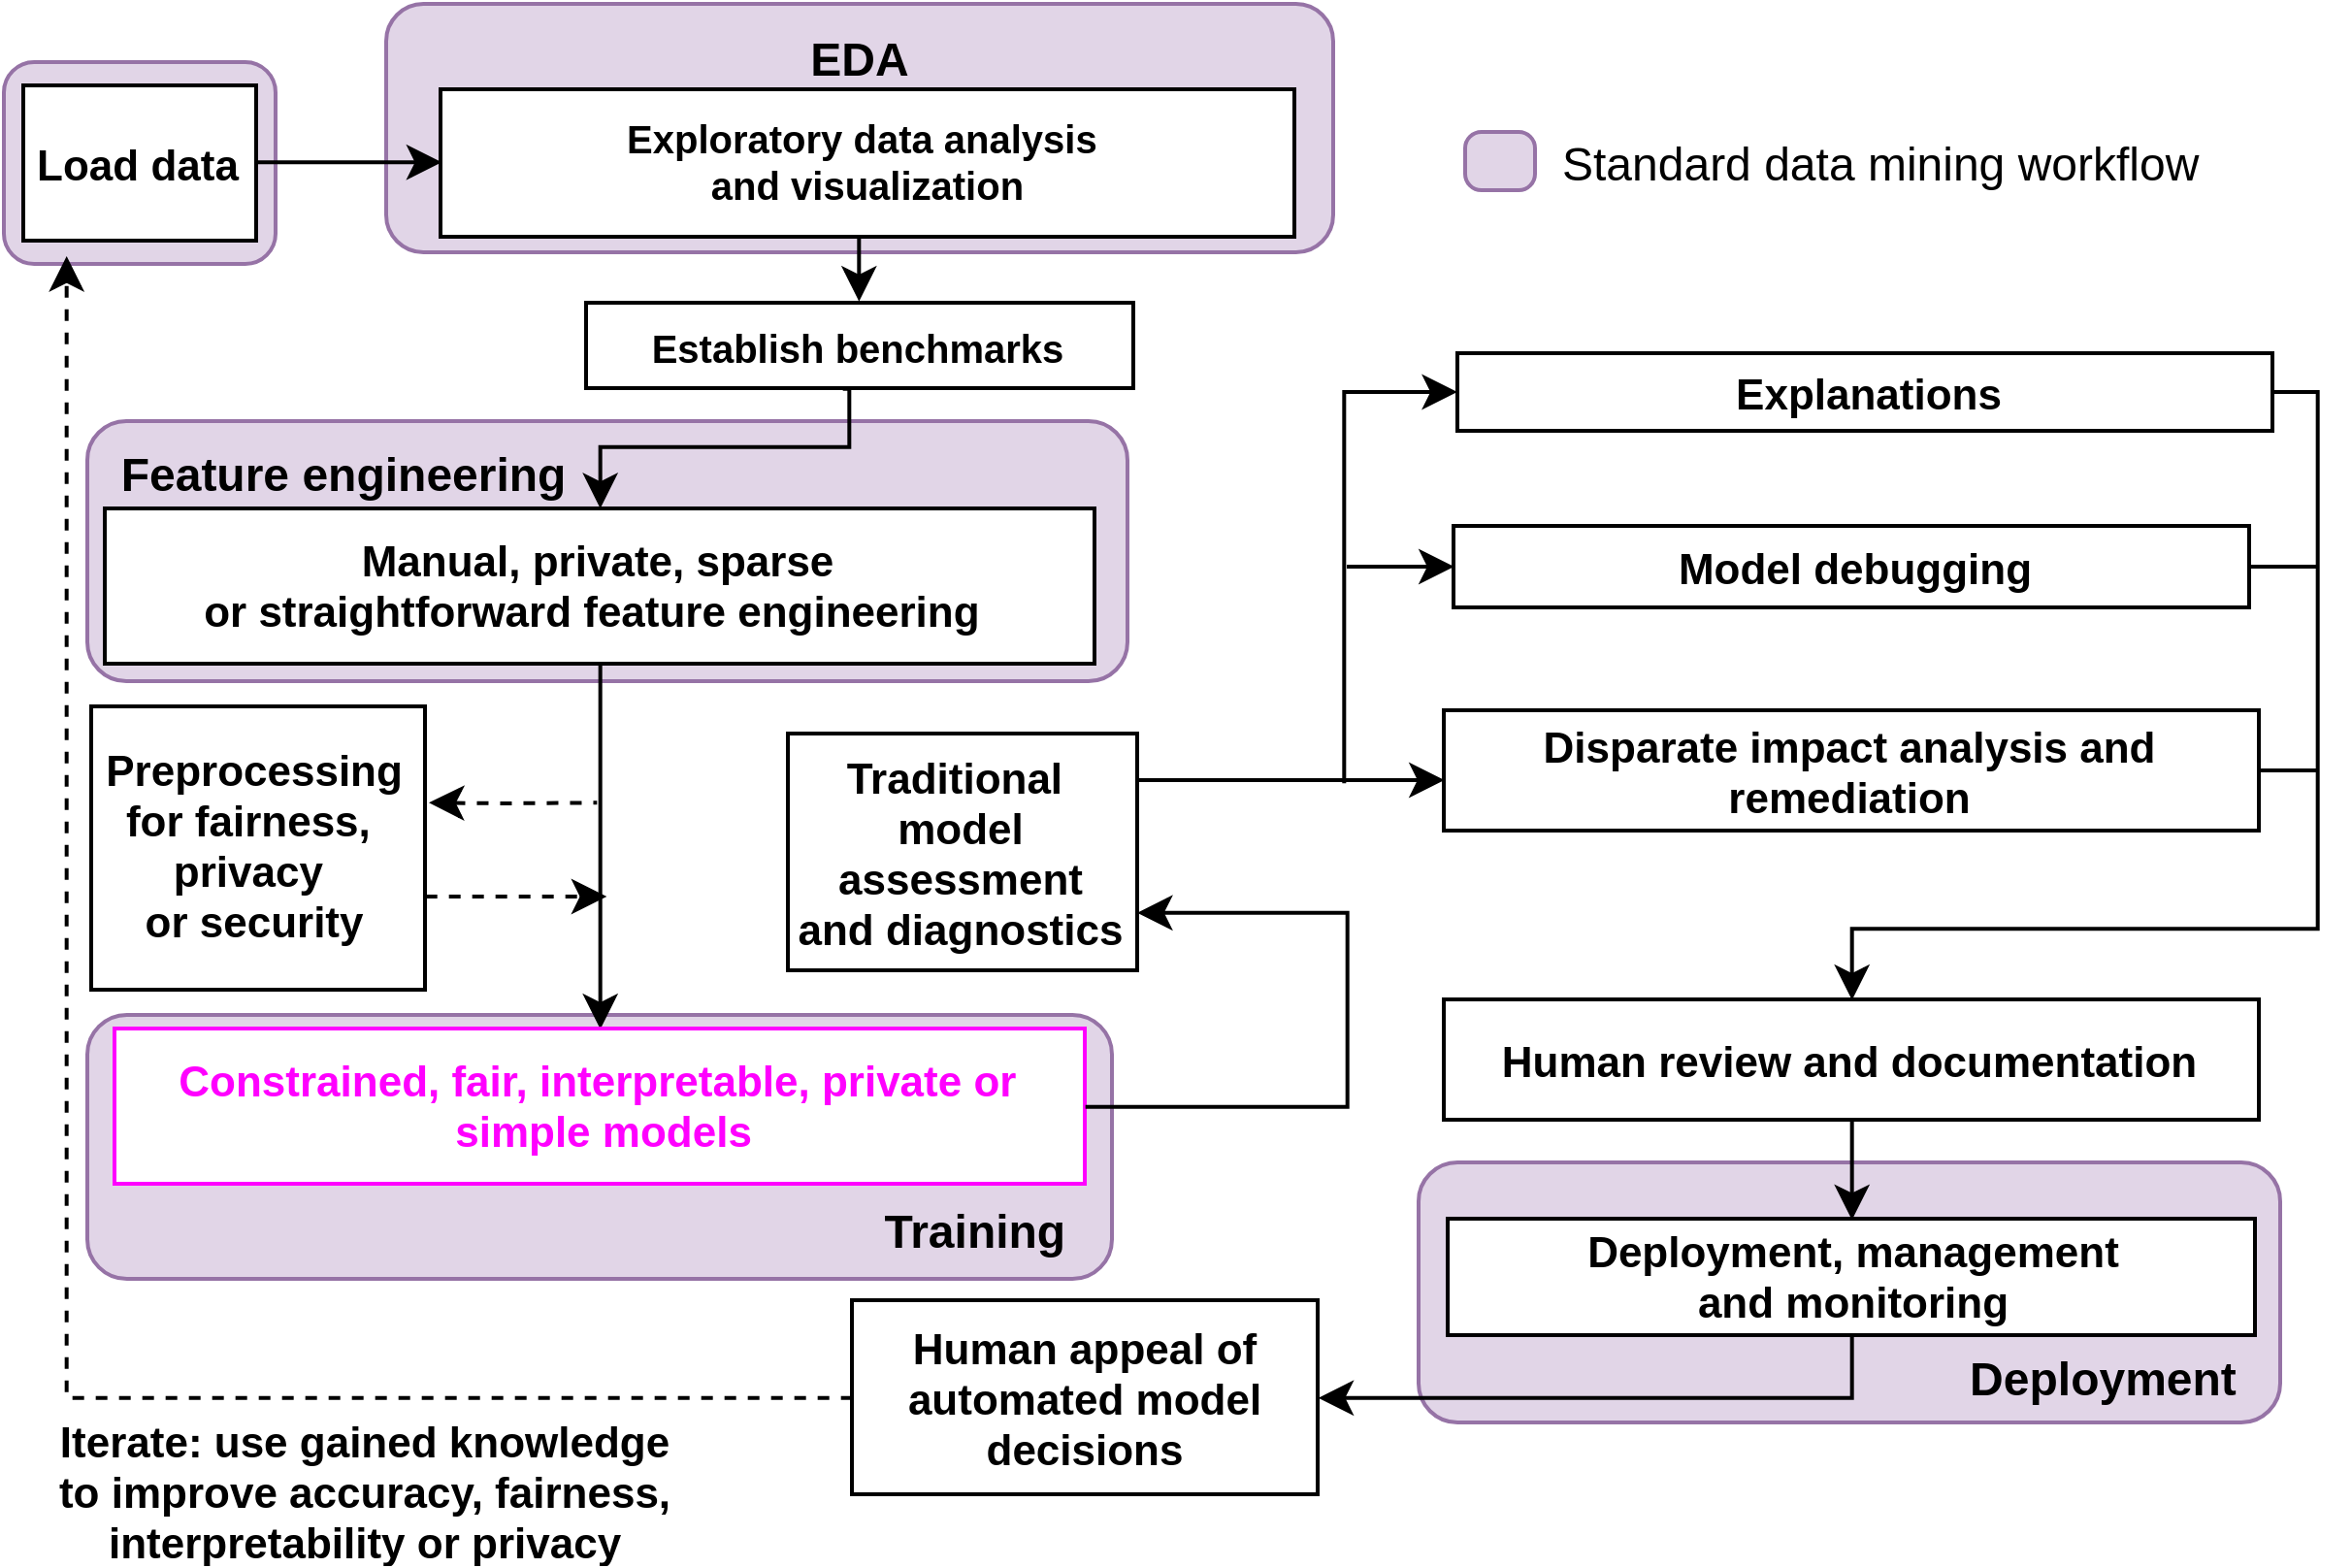 EDA
Load data
Exploratory data analysis
and visualization
Standard data mining workflow
Establish benchmarks
Explanations
Feature engineering
Manual, private, sparse
or straightforward feature engineering
Model debugging
Preprocessing
for fairness,
privacy
or security
Traditional
model
assessment
and diagnostics
Disparate impact analysis and
remediation
Constrained, fair, interpretable, private or
simple models
Training
Human review and documentation
Deployment, management
and monitoring
Deployment
Human appeal of
automated model
decisions
Iterate: use gained knowledge
to improve accuracy, fairness,
interpretability or privacy